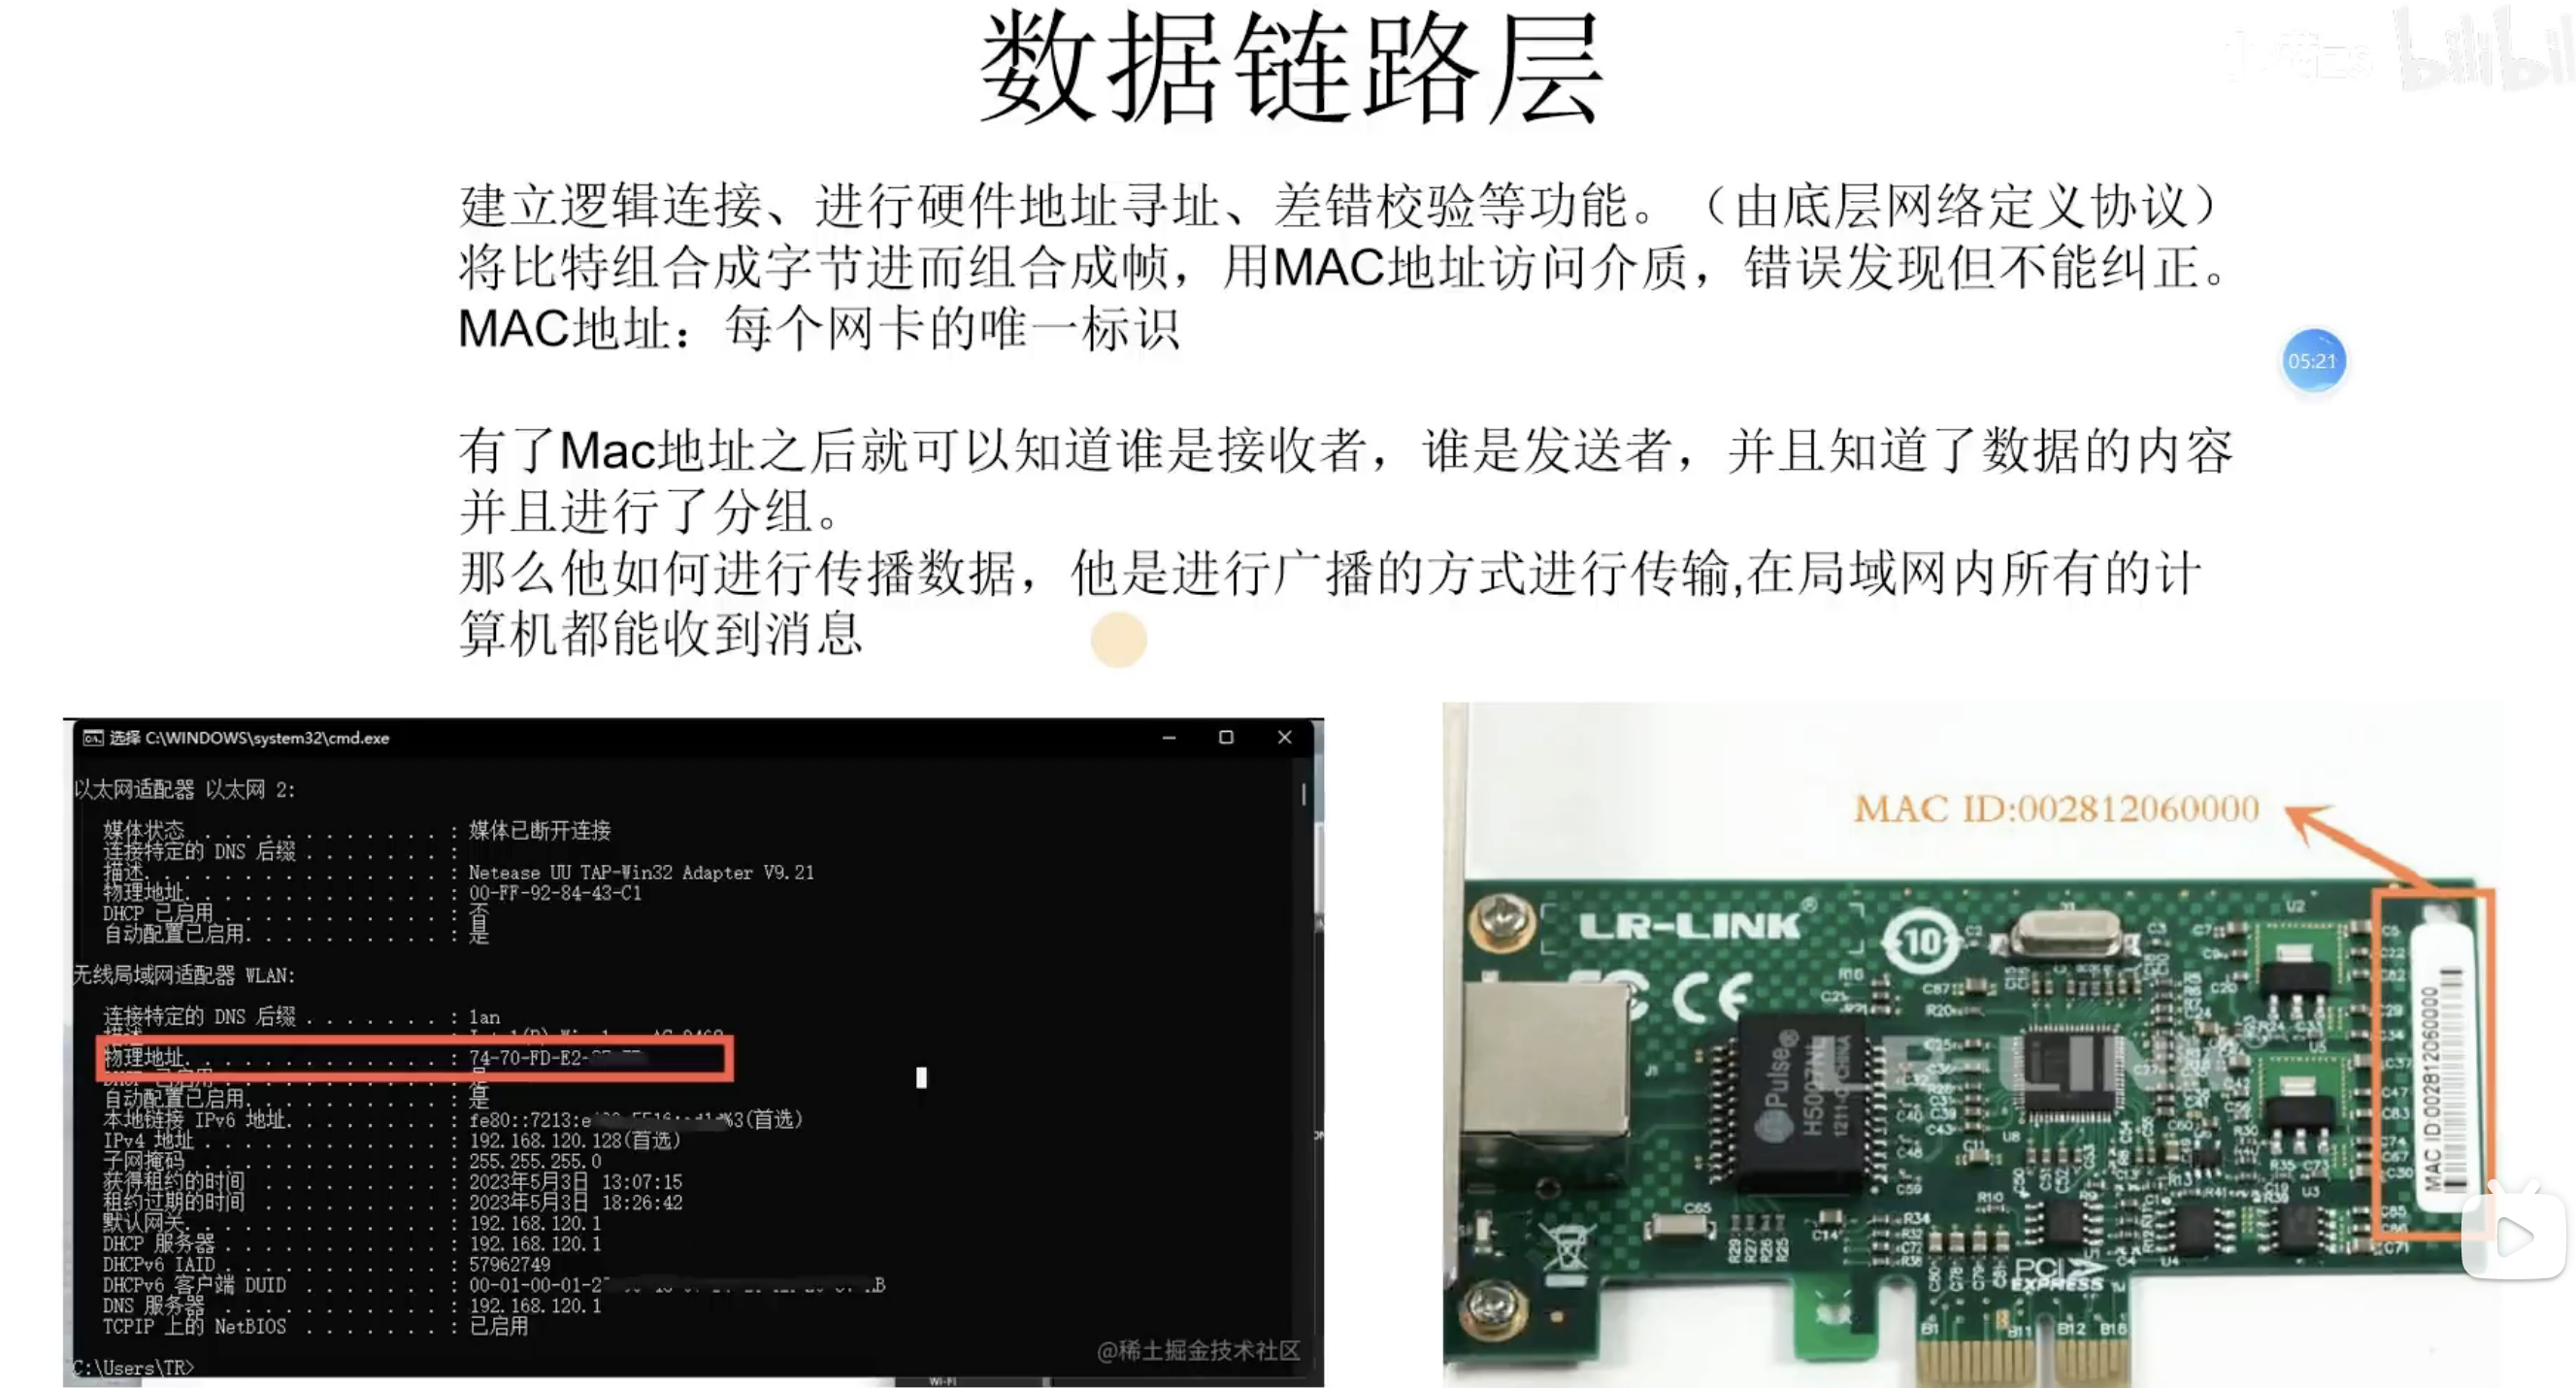 数据链路层
bilibili
建立逻辑连接、进行硬件地址寻址、差错校验等功能。（由底层网络定义协议）
将比特组合成字节进而组合成帧，用MAC地址访问介质，错误发现但不能纠正。
MAC地址：每个网卡的唯一标识
05:21
有了Mac地址之后就可以知道谁是接收者，谁是发送者，并且知道了数据的内容
并且进行了分组。
那么他如何进行传播数据，他是进行广播的方式进行传输,在局域网内所有的计
算机都能收到消息
选择 C:\WINDOWS\system32\cmd.exe
以太网适配器 以太网 2:
媒体状态 . . . . . . . . . . . . : 媒体已断开连接
连接特定的 DNS 后缀 . . . . . . . :
描述. . . . . . . . . . . . . . . : Netease UU TAP-Win32 Adapter V9.21
物理地址. . . . . . . . . . . . . : 00-FF-92-84-43-C1
DHCP 已启用 . . . . . . . . . . . : 否
自动配置已启用. . . . . . . . . . : 是
无线局域网适配器 WLAN:
连接特定的 DNS 后缀 . . . . . . . : lan
物理地址. . . . . . . . . . . . . : 74-70-FD-E2-
DHCP 已启用 . . . . . . . . . . . : 是
自动配置已启用. . . . . . . . . . : 是
本地链接 IPv6 地址. . . . . . . . : fe80::7213:e %3(首选)
IPv4 地址 . . . . . . . . . . . . : 192.168.120.128(首选)
子网掩码 . . . . . . . . . . . . : 255.255.255.0
获得租约的时间 . . . . . . . . . : 2023年5月3日 13:07:15
租约过期的时间 . . . . . . . . . : 2023年5月3日 18:26:42
默认网关. . . . . . . . . . . . . : 192.168.120.1
DHCP 服务器 . . . . . . . . . . . : 192.168.120.1
DHCPv6 IAID . . . . . . . . . . . : 57962749
DHCPv6 客户端 DUID . . . . . . . : 00-01-00-01-2
DNS 服务器 . . . . . . . . . . . : 192.168.120.1
TCPIP 上的 NetBIOS . . . . . . . : 已启用
C:\Users\TR>
@稀土掘金技术社区
Wi-Fi
MAC ID:002812060000
LR-LINK®
10
FC CE
Pulse®
H5007NL
LR-LINK
MAC ID:002812060000
PCI
EXPRESS
B1 B11 B12 B18